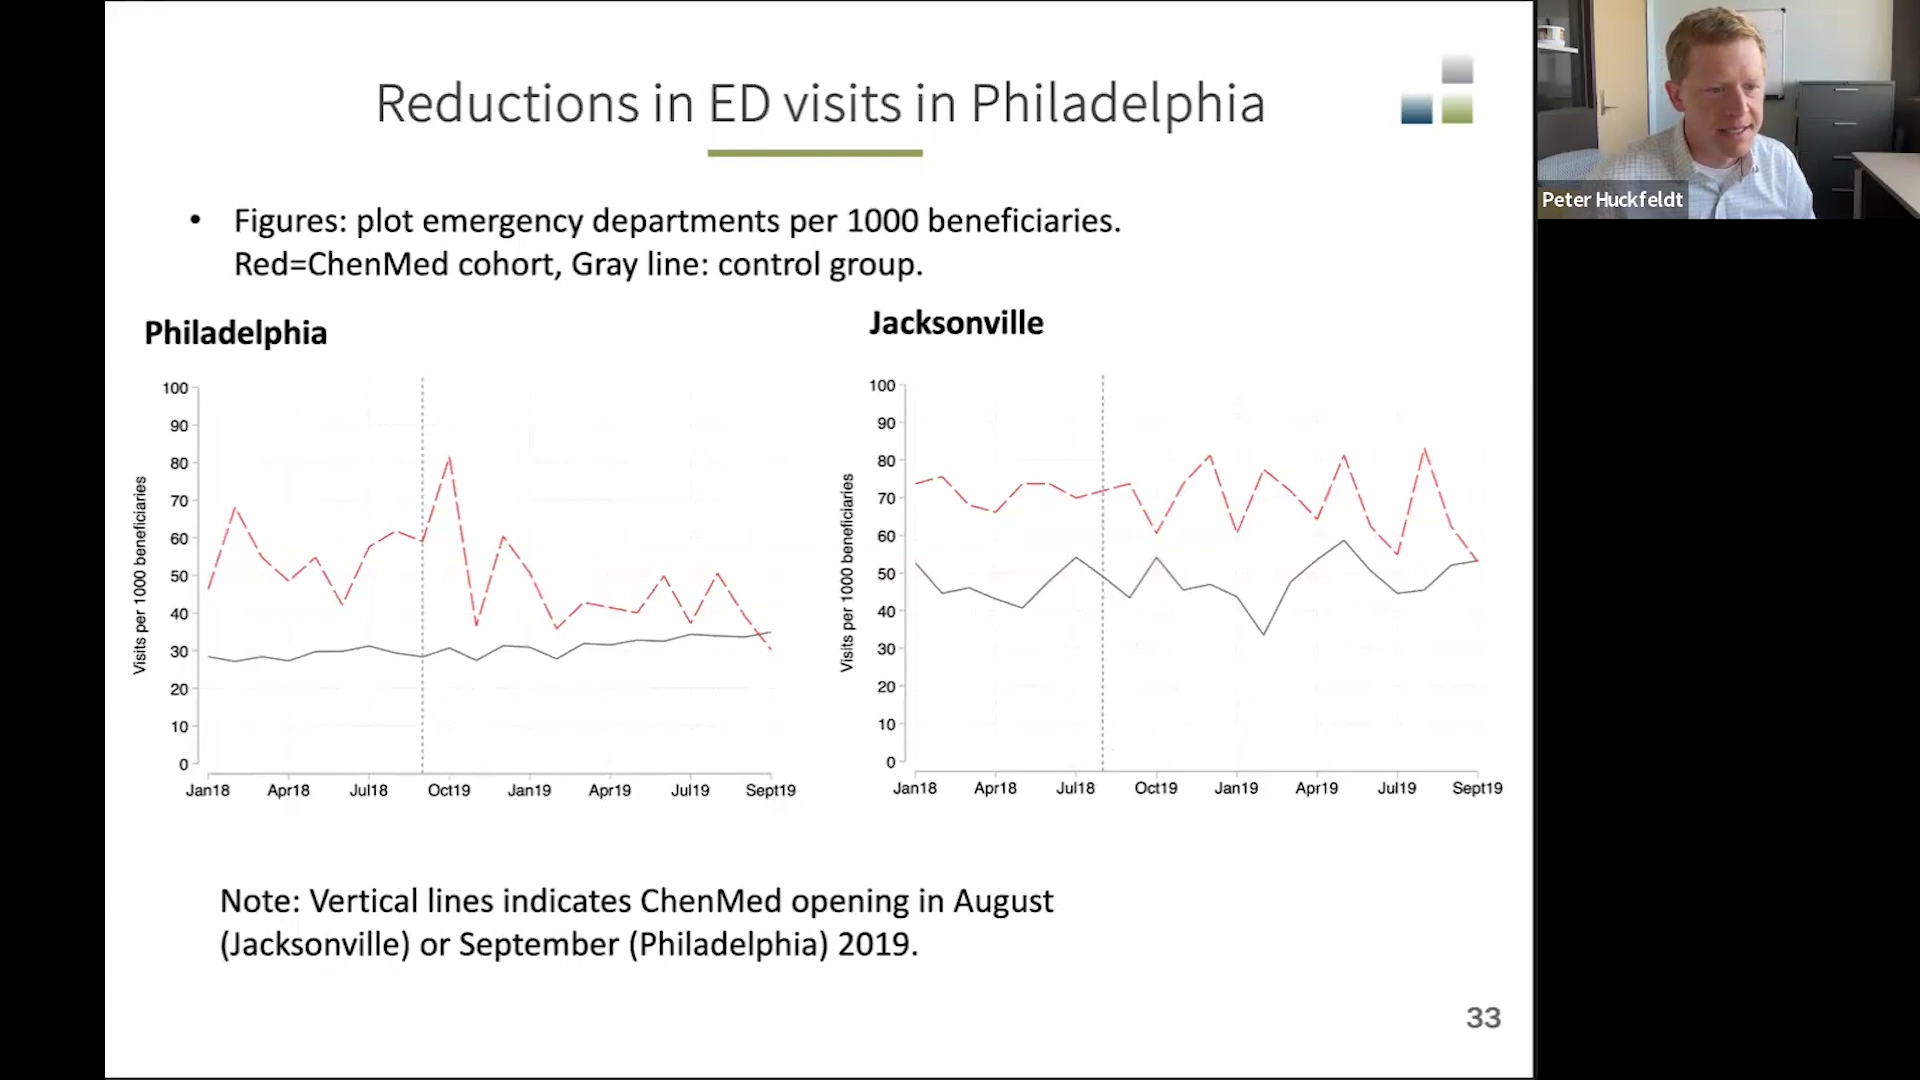 Reductions in ED visits in Philadelphia
Peter Huckfeldt
• Figures: plot emergency departments per 1000 beneficiaries.
Red=ChenMed cohort, Gray line: control group.
Philadelphia
Jacksonville
Visits per 1000 beneficiaries
100
90
80
70
60
50
40
30
20
10
0
Jan18 Apr18 Jul18 Oct19 Jan19 Apr19 Jul19 Sept19
Visits per 1000 beneficiaries
100
90
80
70
60
50
40
30
20
10
0
Jan18 Apr18 Jul18 Oct19 Jan19 Apr19 Jul19 Sept19
Note: Vertical lines indicates ChenMed opening in August
(Jacksonville) or September (Philadelphia) 2019.
33